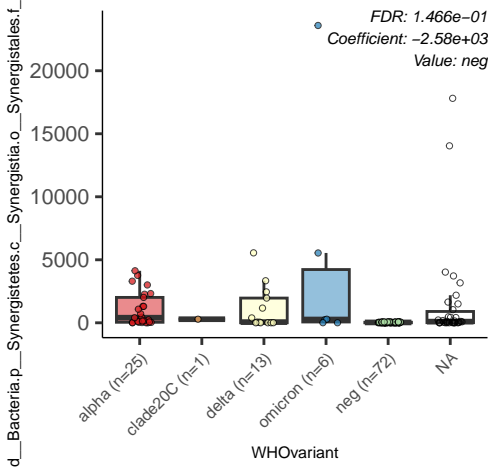 FDR: 1.466e−01
Coefficient: −2.58e+03
Value: neg
d__Bacteria.p__Synergistetes.c__Synergistia.o__Synergistales.f_
20000
15000
10000
5000
0
alpha (n=25)
clade20C (n=1)
delta (n=13)
omicron (n=6)
neg (n=72)
NA
WHOvariant